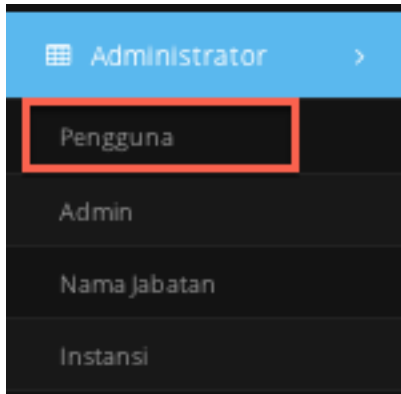 Administrator
Pengguna
Admin
Nama Jabatan
Instansi